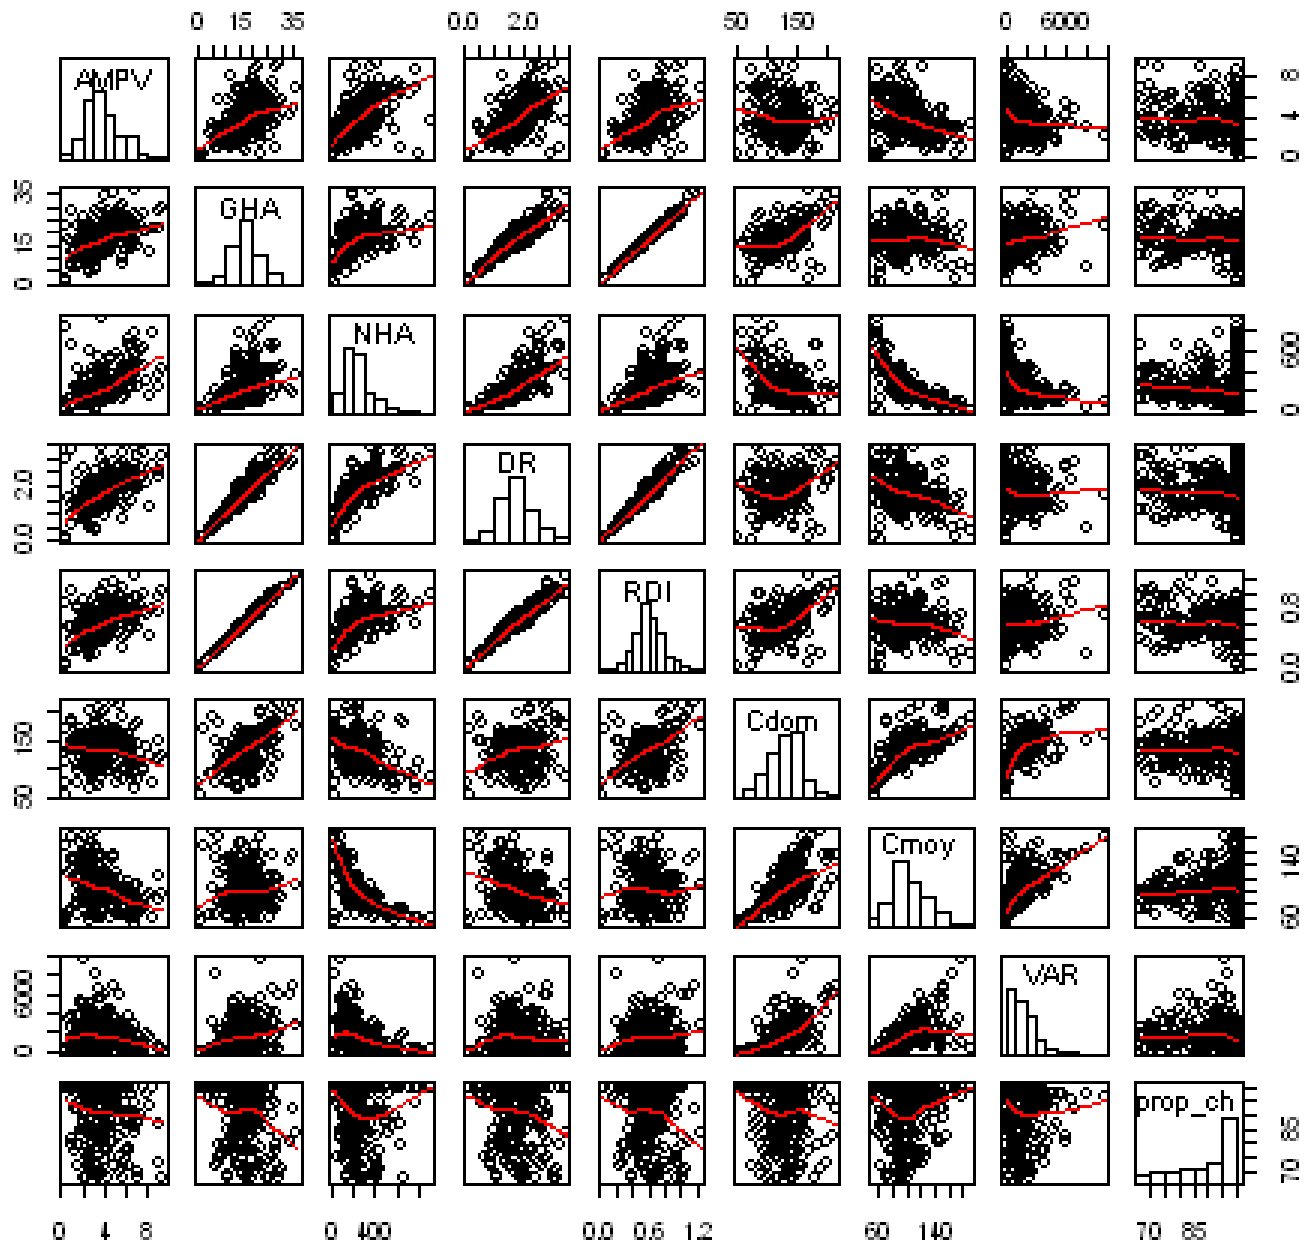 0 15 35 0.0 2.0 50 150 0 6000
AMPV 0 4 8
0 15 35 GHA
NHA 0 600
0.0 2.0 DR
RDI 0.0 0.8
50 150 Cdom
Cmoy 60 140
0 6000 VAR
prop_ch 70 85
0 4 8 0 400 0.0 0.6 1.2 60 140 70 85